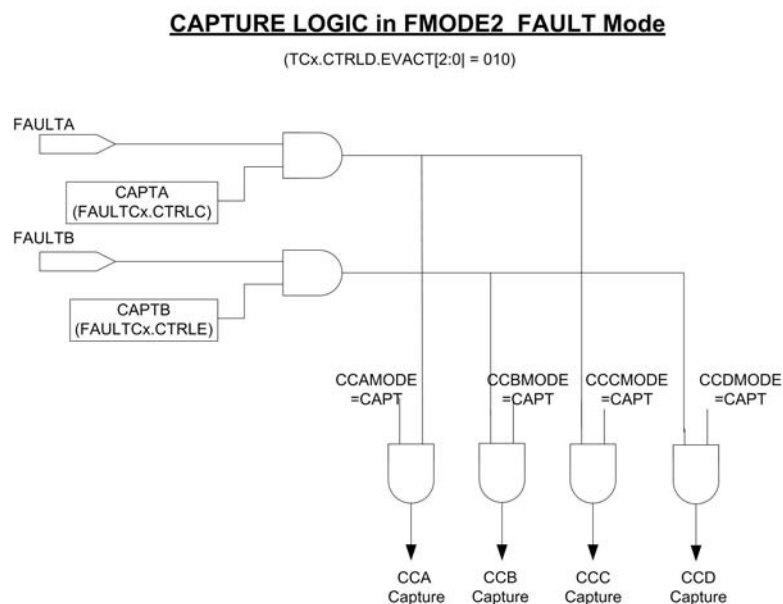 CAPTURE LOGIC in FMODE2 FAULT Mode
(TCx.CTRLD.EVACT[2:0| = 010)
FAULTA
CAPTA
(FAULTCx.CTRLC)
FAULTB
CAPTB
(FAULTCx.CTRLE)
CCAMODE
=CAPT
CCBMODE
=CAPT
CCCMODE
=CAPT
CCDMODE
=CAPT
CCA
Capture
CCB
Capture
CCC
Capture
CCD
Capture